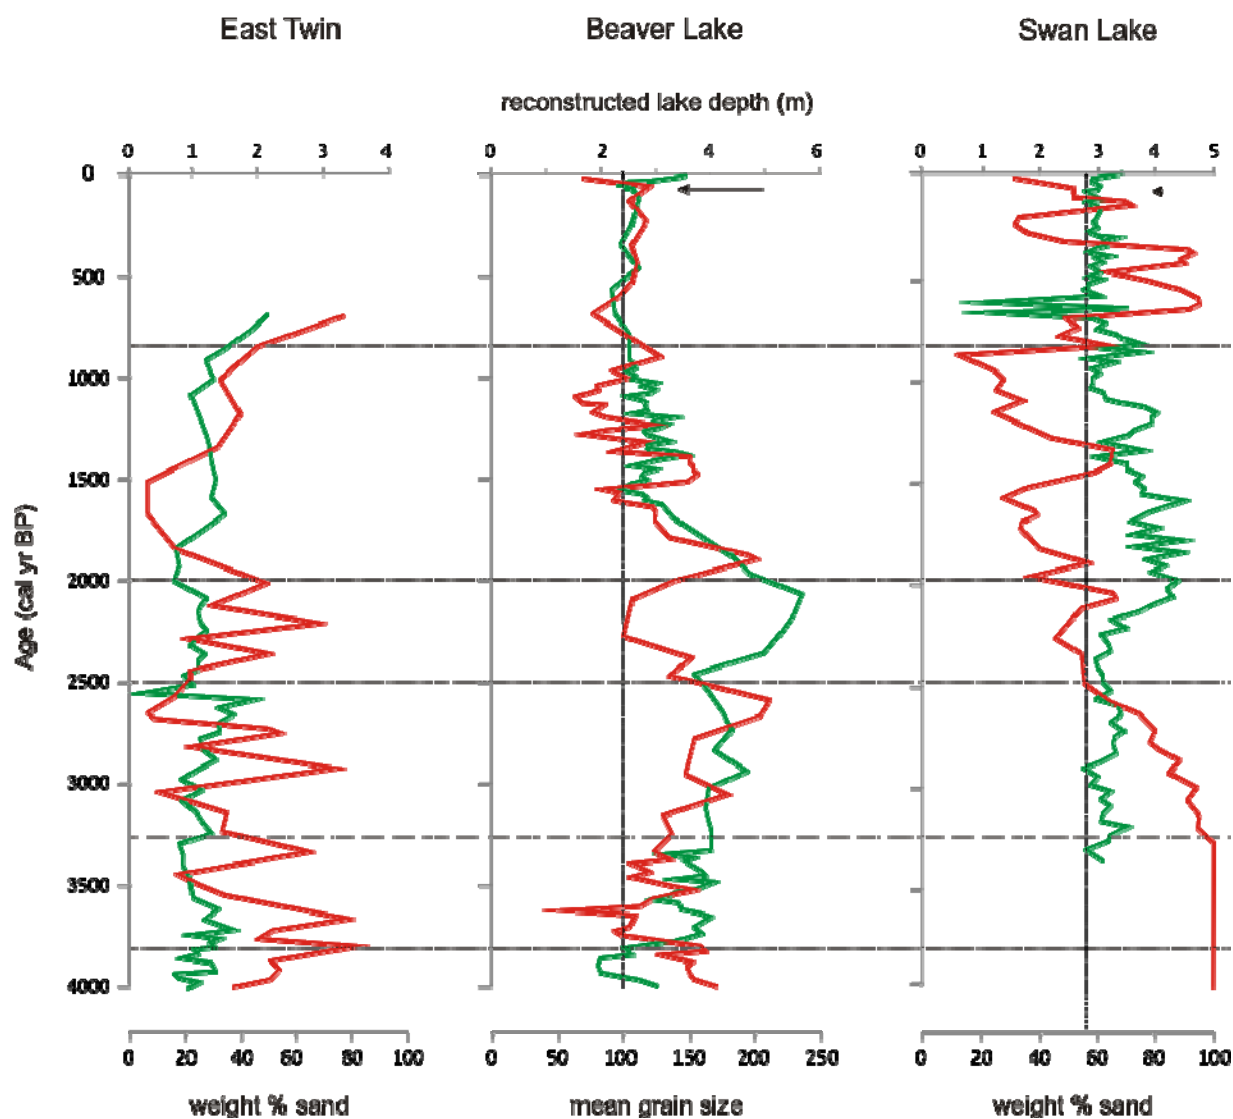 East Twin Beaver Lake Swan Lake
reconstructed lake depth (m)
0 1 2 3 4 0 2 4 6 0 1 2 3 4 5
0
500
1000
1500
2000
2500
3000
3500
4000
Age (cal yr BP)
0 20 40 60 80 100 0 50 100 150 200 250 0 20 40 60 80 100
weight % sand mean grain size weight % sand